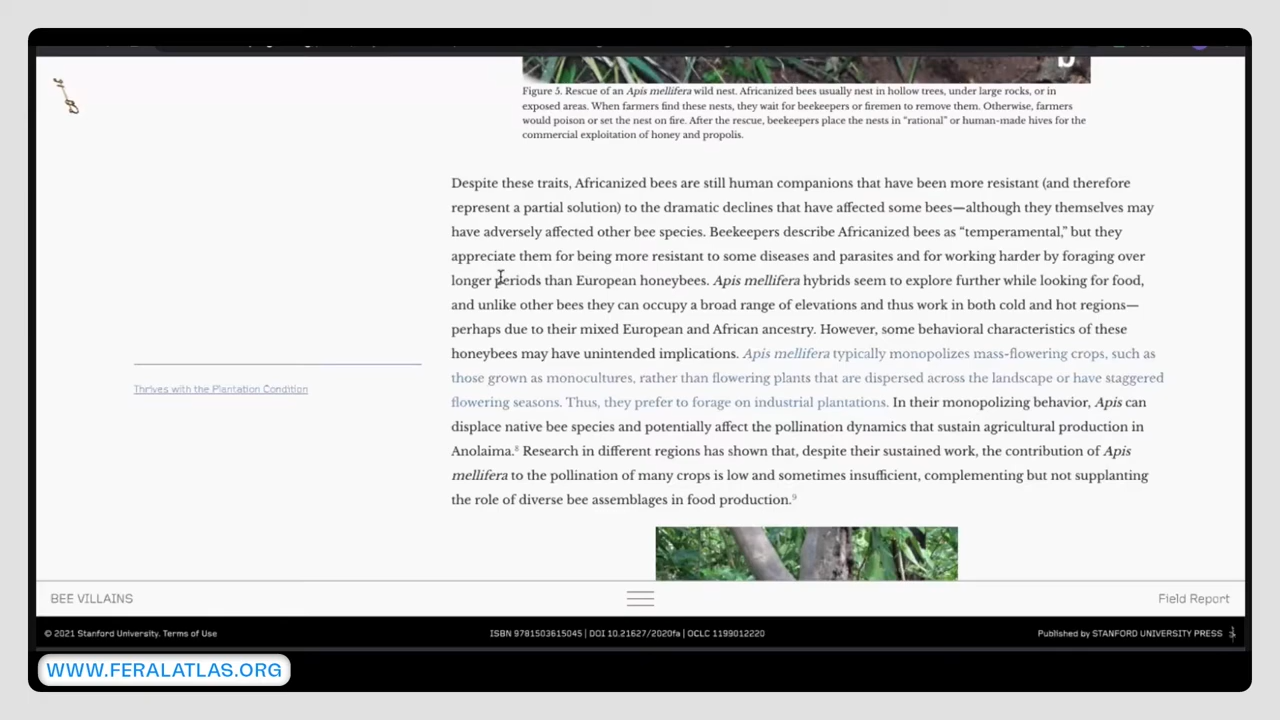 b
Figure 5. Rescue of an Apis mellifera wild nest. Africanized bees usually nest in hollow trees, under large rocks, or in
exposed areas. When farmers find these nests, they wait for beekeepers or firemen to remove them. Otherwise, farmers
would poison or set the nest on fire. After the rescue, beekeepers place the nests in “rational” or human-made hives for the
commercial exploitation of honey and propolis.
Despite these traits, Africanized bees are still human companions that have been more resistant (and therefore
represent a partial solution) to the dramatic declines that have affected some bees—although they themselves may
have adversely affected other bee species. Beekeepers describe Africanized bees as “temperamental,” but they
appreciate them for being more resistant to some diseases and parasites and for working harder by foraging over
longer periods than European honeybees. Apis mellifera hybrids seem to explore further while looking for food,
and unlike other bees they can occupy a broad range of elevations and thus work in both cold and hot regions—
perhaps due to their mixed European and African ancestry. However, some behavioral characteristics of these
honeybees may have unintended implications. Apis mellifera typically monopolizes mass-flowering crops, such as
those grown as monocultures, rather than flowering plants that are dispersed across the landscape or have staggered
flowering seasons. Thus, they prefer to forage on industrial plantations. In their monopolizing behavior, Apis can
displace native bee species and potentially affect the pollination dynamics that sustain agricultural production in
Anolaima.⁸ Research in different regions has shown that, despite their sustained work, the contribution of Apis
mellifera to the pollination of many crops is low and sometimes insufficient, complementing but not supplanting
the role of diverse bee assemblages in food production.⁹
Thrives with the Plantation Condition
BEE VILLAINS
Field Report
© 2021 Stanford University. Terms of Use
ISBN 9781503615045 | DOI 10.21627/2020fa | OCLC 1199012220
Published by STANFORD UNIVERSITY PRESS
WWW.FERALATLAS.ORG